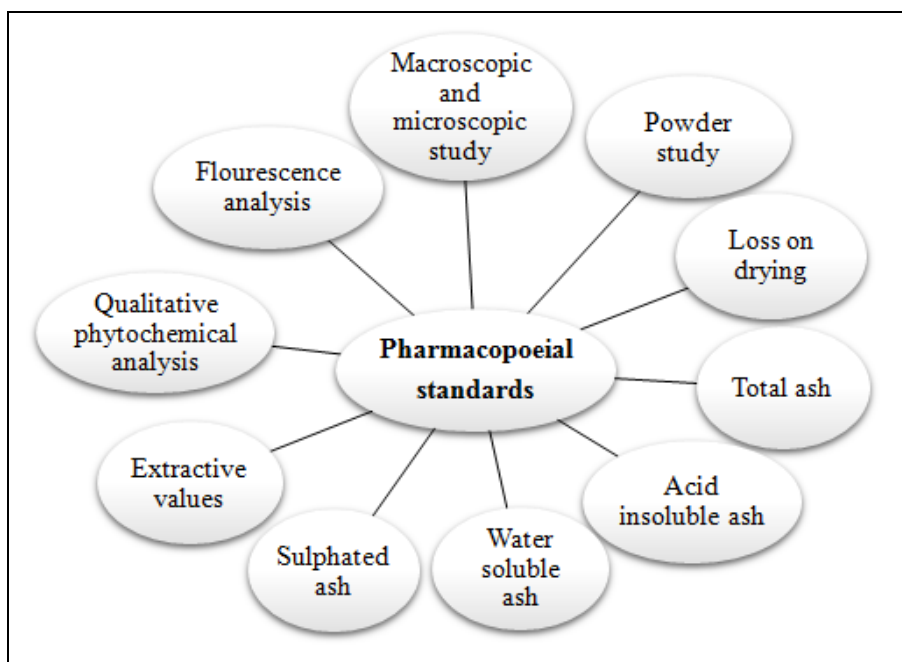 Macroscopic
and
microscopic
study
Powder
study
Flourescence
analysis
Loss on
drying
Qualitative
phytochemical
analysis
Pharmacopoeial
standards
Total ash
Extractive
values
Acid
insoluble ash
Sulphated
ash
Water
soluble
ash